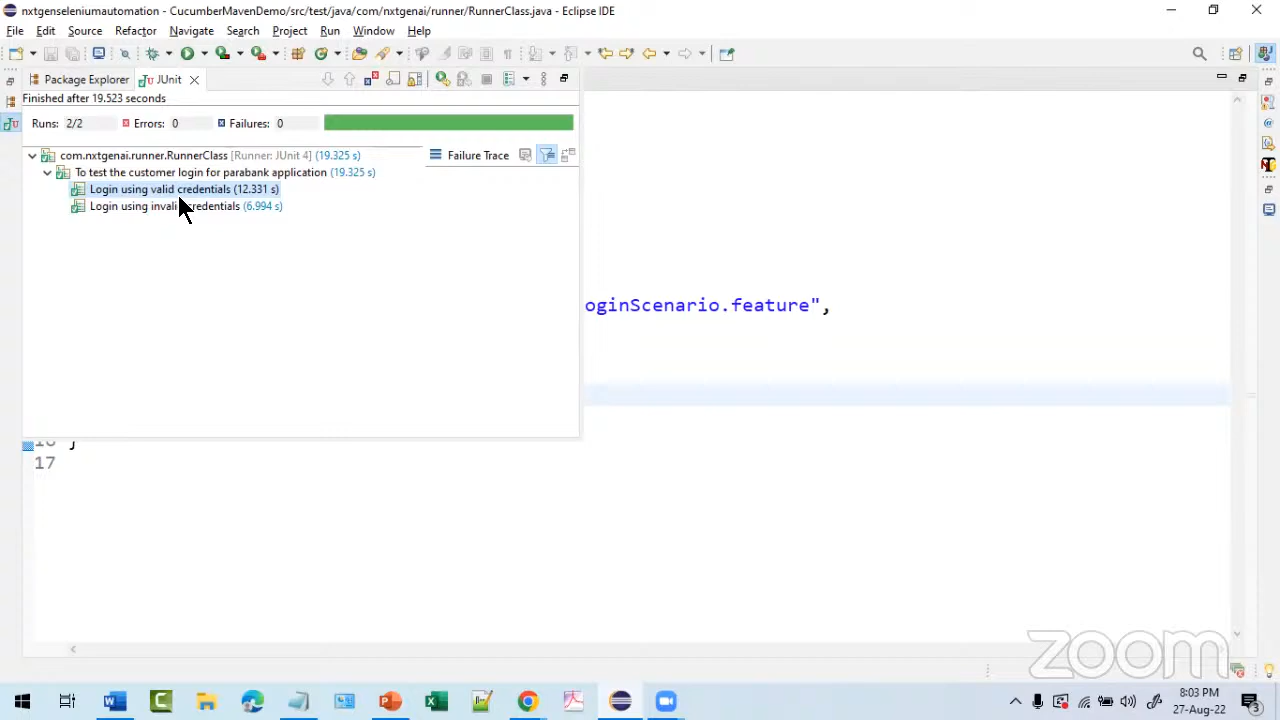 nxtgenseleniumautomation - CucumberMavenDemo/src/test/java/com/nxtgenai/runner/RunnerClass.java - Eclipse IDE
File Edit Source Refactor Navigate Search Project Run Window Help
Package Explorer JUnit
Finished after 19.523 seconds
Runs: 2/2 Errors: 0 Failures: 0
com.nxtgenai.runner.RunnerClass [Runner: JUnit 4] (19.325 s)
Failure Trace
To test the customer login for parabank application (19.325 s)
Login using valid credentials (12.331 s)
Login using invali redentials (6.994 s)
oginScenario.feature",
17
zoom
8:03 PM
27-Aug-22
3